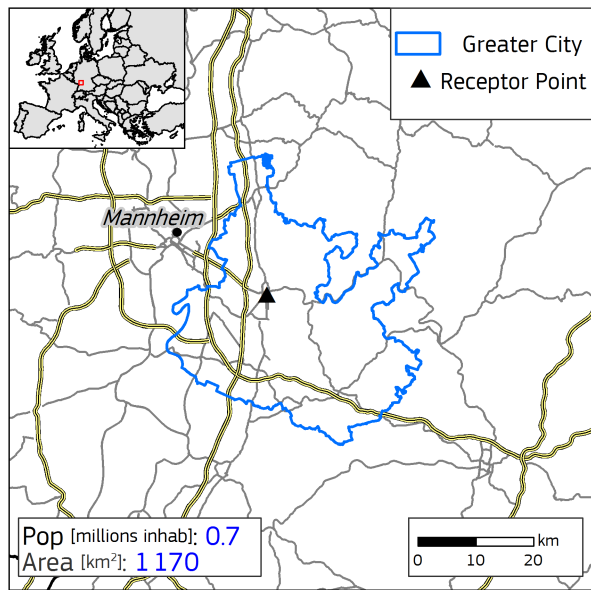 Greater City
Receptor Point
Mannheim
Pop [millions inhab]: 0.7
Area [km²]: 1 170
km
0 10 20